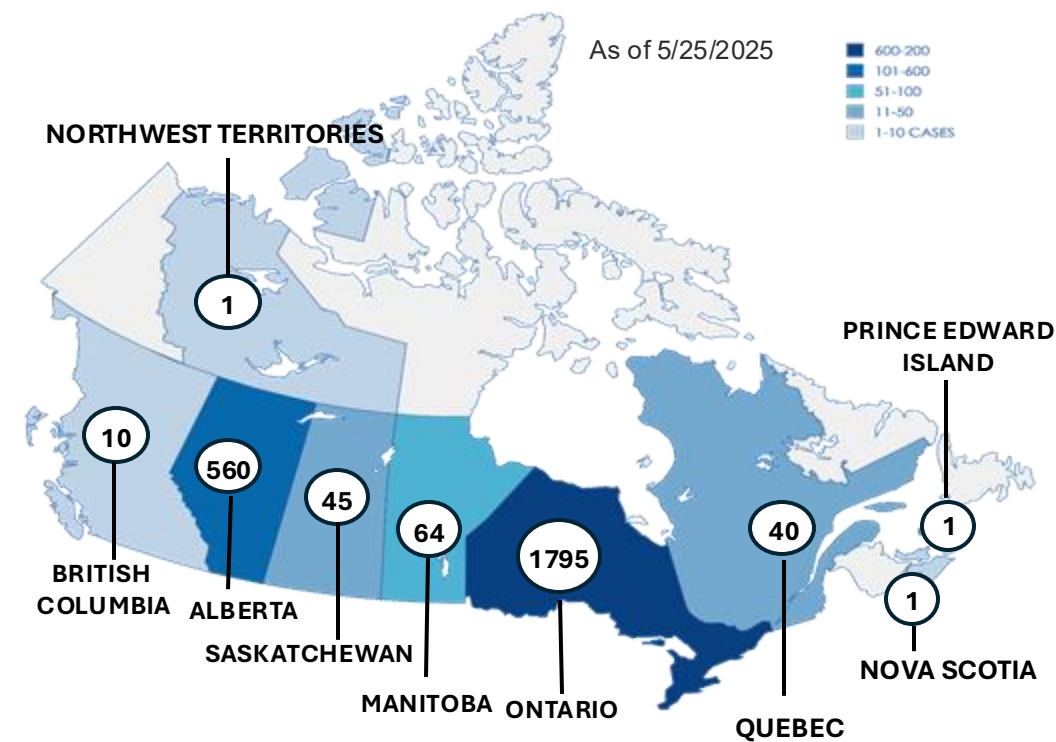 As of 5/25/2025
600-200
101-600
51-100
11-50
1-10 CASES
NORTHWEST TERRITORIES
1
PRINCE EDWARD
ISLAND
10
560
45
64
1795
40
1
1
BRITISH
COLUMBIA
ALBERTA
SASKATCHEWAN
MANITOBA
ONTARIO
QUEBEC
NOVA SCOTIA